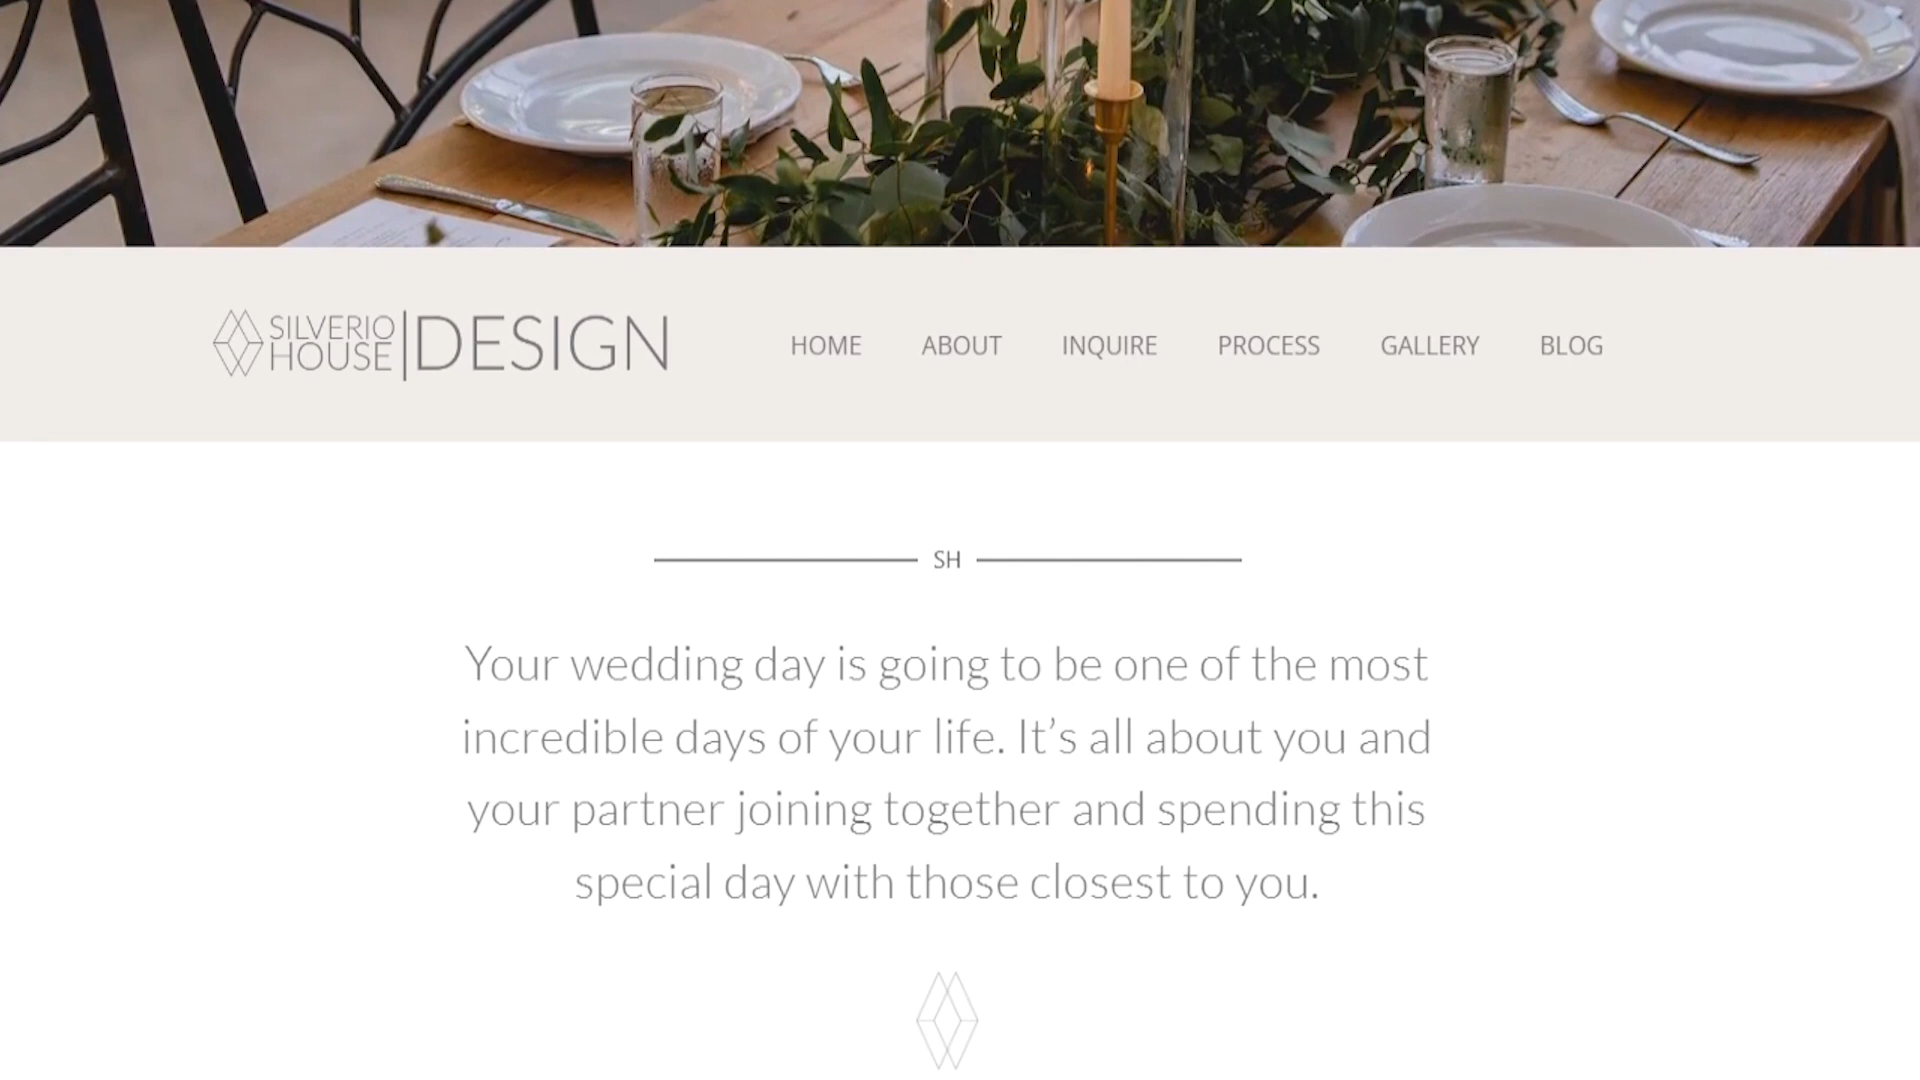 SILVERIO
HOUSE
DESIGN
HOME ABOUT INQUIRE PROCESS GALLERY BLOG
SH
Your wedding day is going to be one of the most
incredible days of your life. It’s all about you and
your partner joining together and spending this
special day with those closest to you.